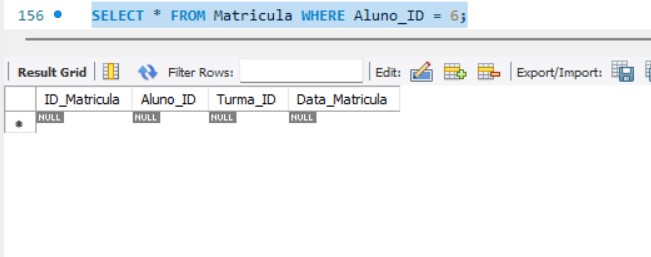 156 SELECT * FROM Matricula WHERE Aluno_ID = 6;
Result Grid Filter Rows: Edit: Export/Import:
ID_Matricula Aluno_ID Turma_ID Data_Matricula
* NULL NULL NULL NULL